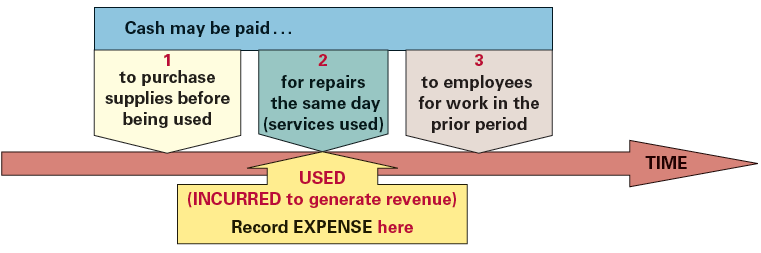 Cash may be paid...
1
to purchase
supplies before
being used
2
for repairs
the same day
(services used)
3
to employees
for work in the
prior period
TIME
USED
(INCURRED to generate revenue)
Record EXPENSE here